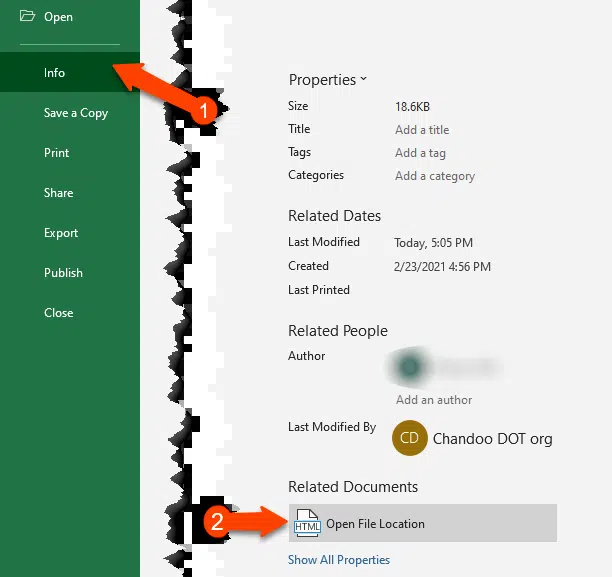 Open
Info
1
Save a Copy
Print
Share
Export
Publish
Close
Properties
Size 18.6KB
Title Add a title
Tags Add a tag
Categories Add a category
Related Dates
Last Modified Today, 5:05 PM
Created 2/23/2021 4:56 PM
Last Printed
Related People
Author
Add an author
Last Modified By CD Chandoo DOT org
Related Documents
2 HTML Open File Location
Show All Properties